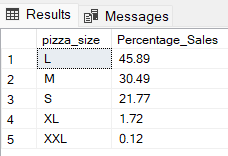 Results Messages
pizza_size Percentage_Sales
1 L 45.89
2 M 30.49
3 S 21.77
4 XL 1.72
5 XXL 0.12